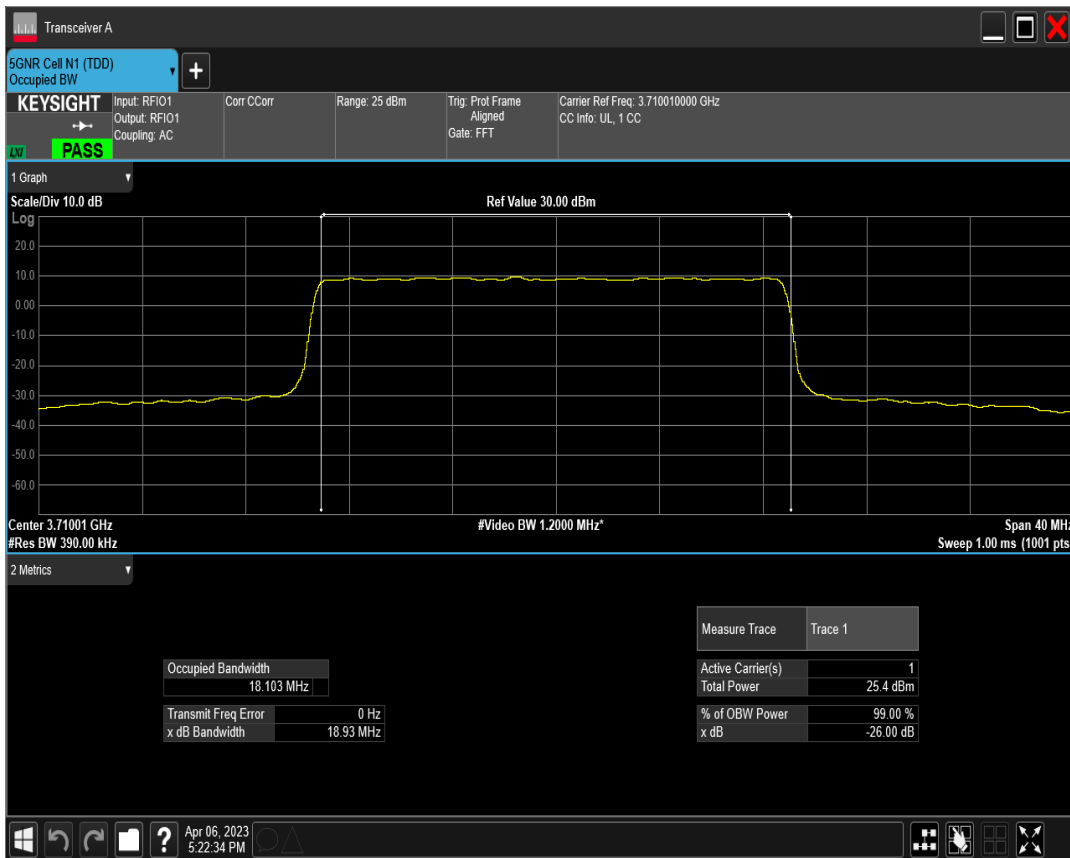 Transceiver A
5GNR Cell N1 (TDD)
Occupied BW
+
KEYSIGHT
LXI
PASS
Input: RFIO1
Output: RFIO1
Coupling: AC
Corr CCorr
Range: 25 dBm
Trig: Prot Frame
Aligned
Gate: FFT
Carrier Ref Freq: 3.710010000 GHz
CC Info: UL, 1 CC
1 Graph
Scale/Div 10.0 dB
Ref Value 30.00 dBm
Log
20.0
10.0
0.00
-10.0
-20.0
-30.0
-40.0
-50.0
-60.0
Center 3.71001 GHz
#Video BW 1.2000 MHz*
Span 40 MHz
#Res BW 390.00 kHz
Sweep 1.00 ms (1001 pts
2 Metrics
Measure Trace Trace 1
Occupied Bandwidth
18.103 MHz
Active Carrier(s) 1
Total Power 25.4 dBm
Transmit Freq Error 0 Hz
x dB Bandwidth 18.93 MHz
% of OBW Power 99.00 %
x dB -26.00 dB
?
Apr 06, 2023
5:22:34 PM